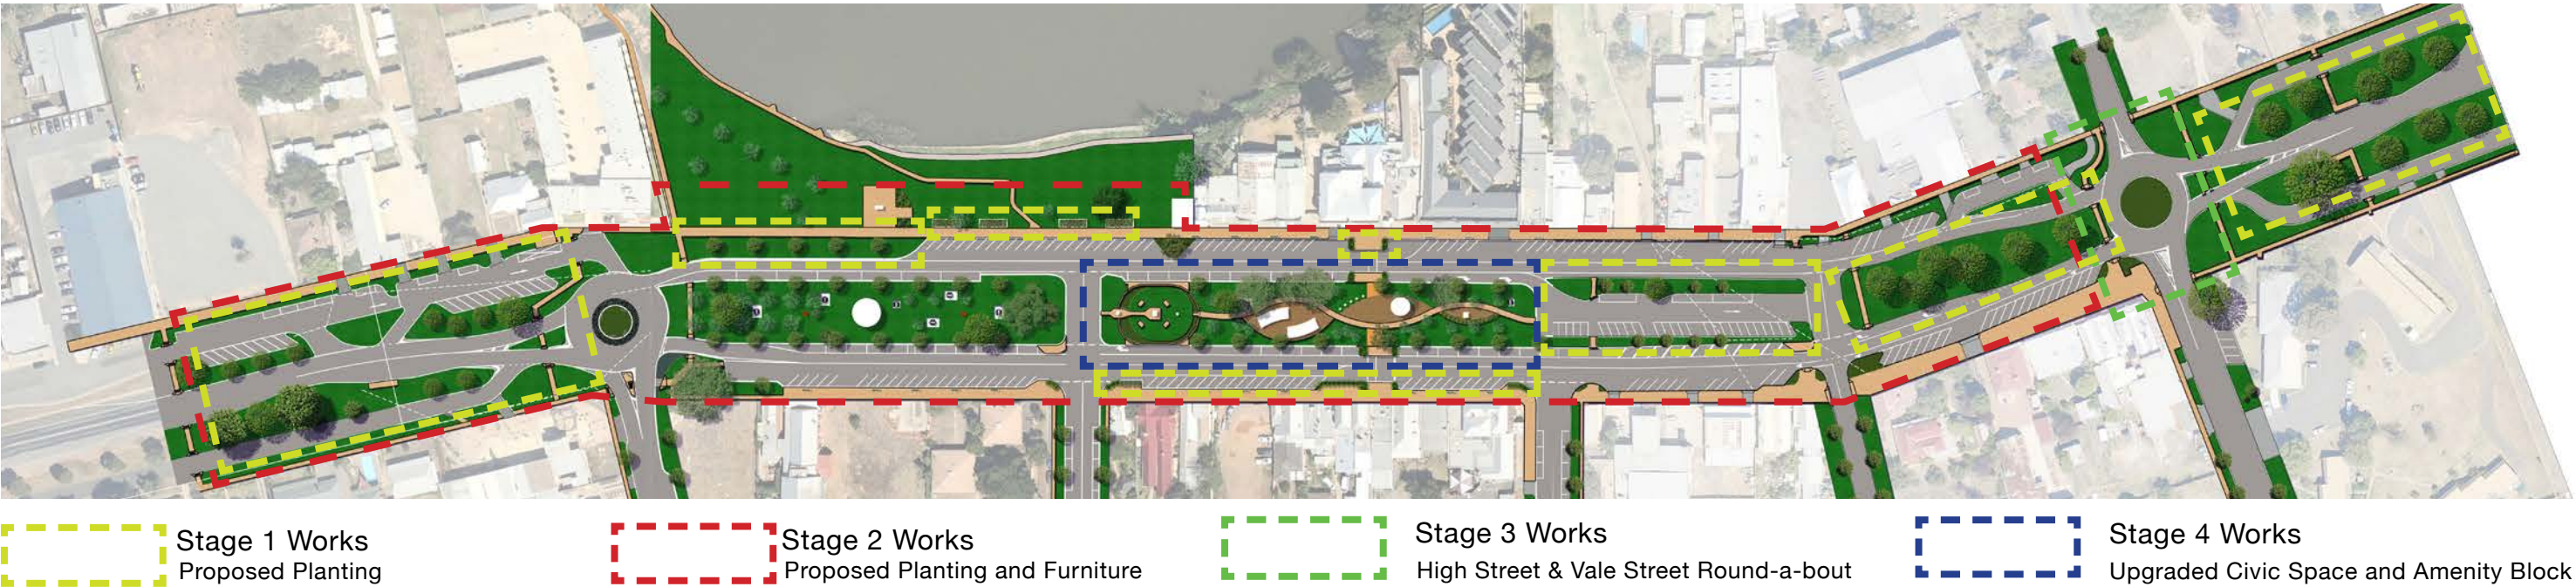 Stage 1 Works
Proposed Planting
Stage 2 Works
Proposed Planting and Furniture
Stage 3 Works
High Street & Vale Street Round-a-bout
Stage 4 Works
Upgraded Civic Space and Amenity Block